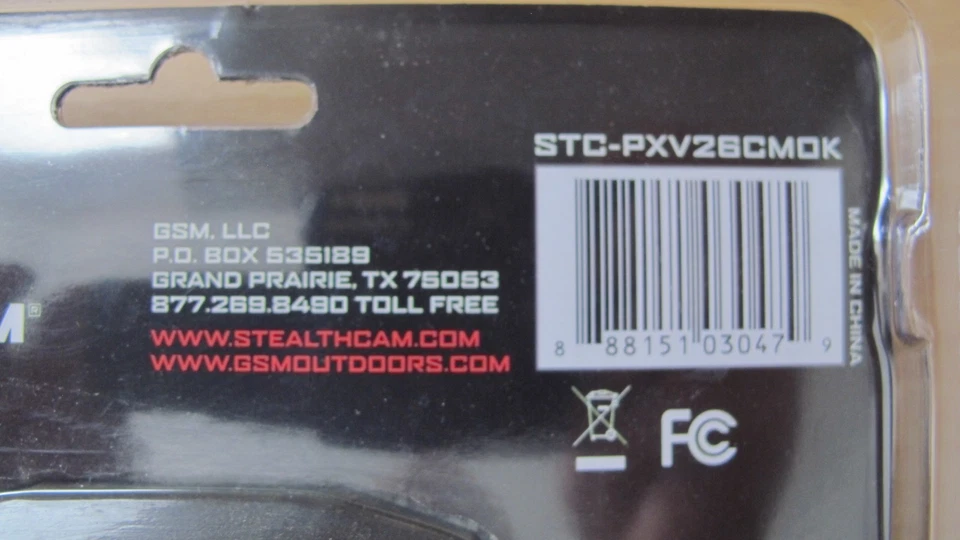 STC-PXV26CMOK
GSM, LLC
P.O. BOX 535189
GRAND PRAIRIE, TX 75053
877.269.8490 TOLL FREE
WWW.STEALTHCAM.COM
WWW.GSMOUTDOORS.COM
8 88151 03047 9
MADE IN CHINA
M®
FC